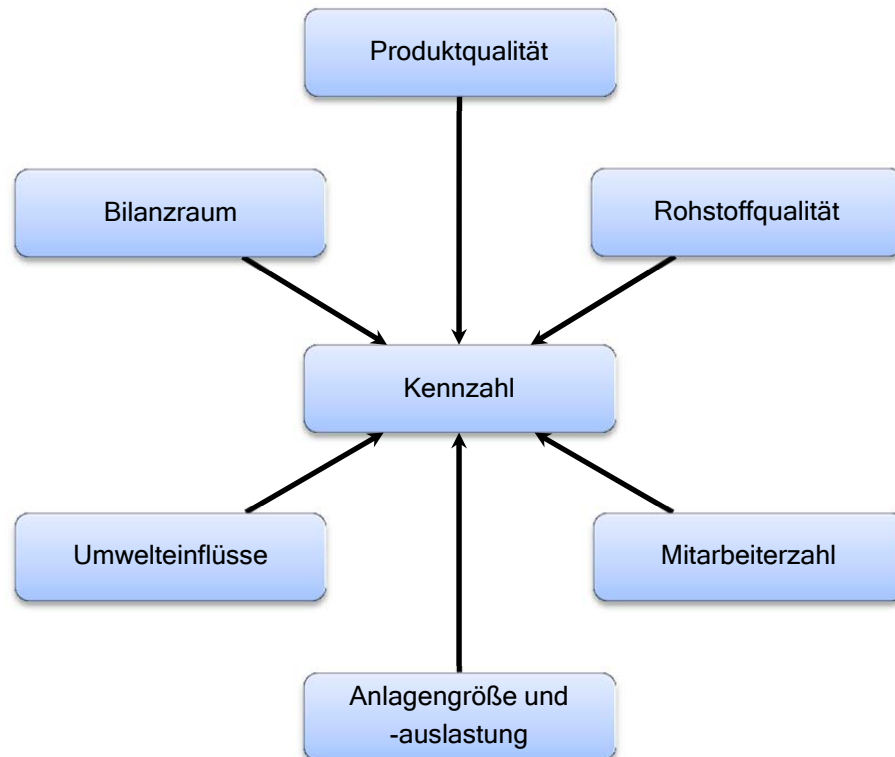 Produktqualität
Bilanzraum
Rohstoffqualität
Kennzahl
Umwelteinflüsse
Mitarbeiterzahl
Anlagengröße und
-auslastung